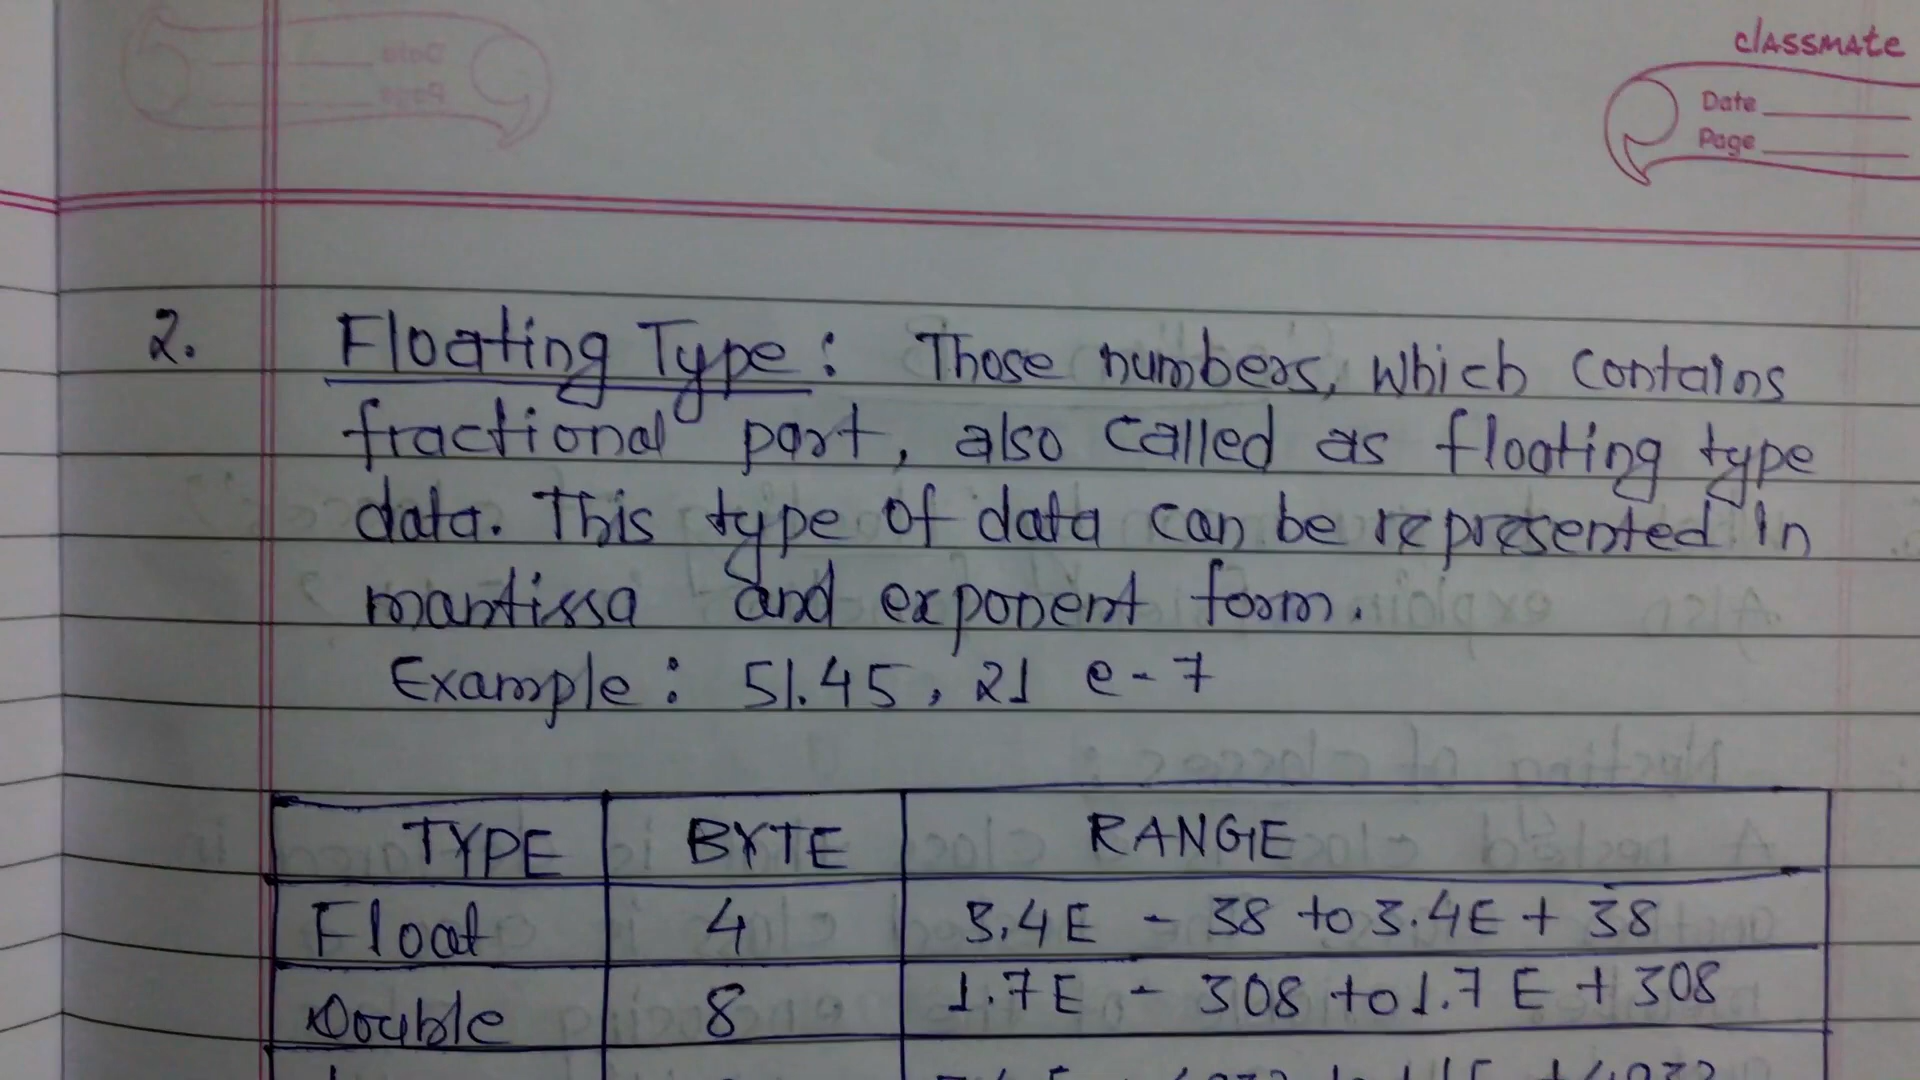 classmate
Date
Page
2. Floating Type : Those numbers, which contains
fractional part, also called as floating type
data. This type of data can be represented in
mantissa and exponent form.
Example : 51.45, 21 e-7
TYPE BYTE RANGE
Float 4 3.4E - 38 to 3.4E + 38
Double 8 1.7E - 308 to 1.7E + 308